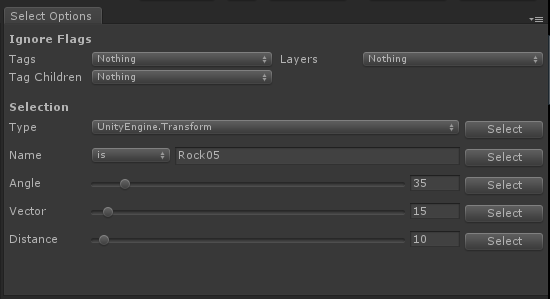 Select Options
Ignore Flags
Tags Nothing Layers Nothing
Tag Children Nothing
Selection
Type UnityEngine.Transform Select
Name is Rock05 Select
Angle 35 Select
Vector 15 Select
Distance 10 Select